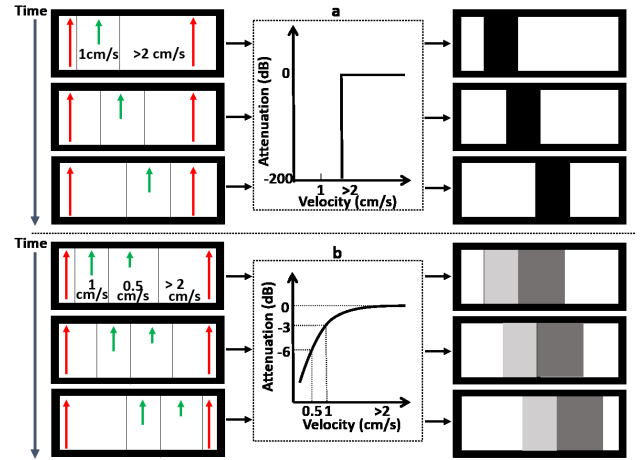 Time
a
1cm/s
>2 cm/s
Attenuation (dB)
0
-200
1
>2
Velocity (cm/s)
Time
b
1 cm/s
0.5 cm/s
> 2 cm/s
Attenuation (dB)
0
-3
-6
0.5 1
>2
Velocity (cm/s)